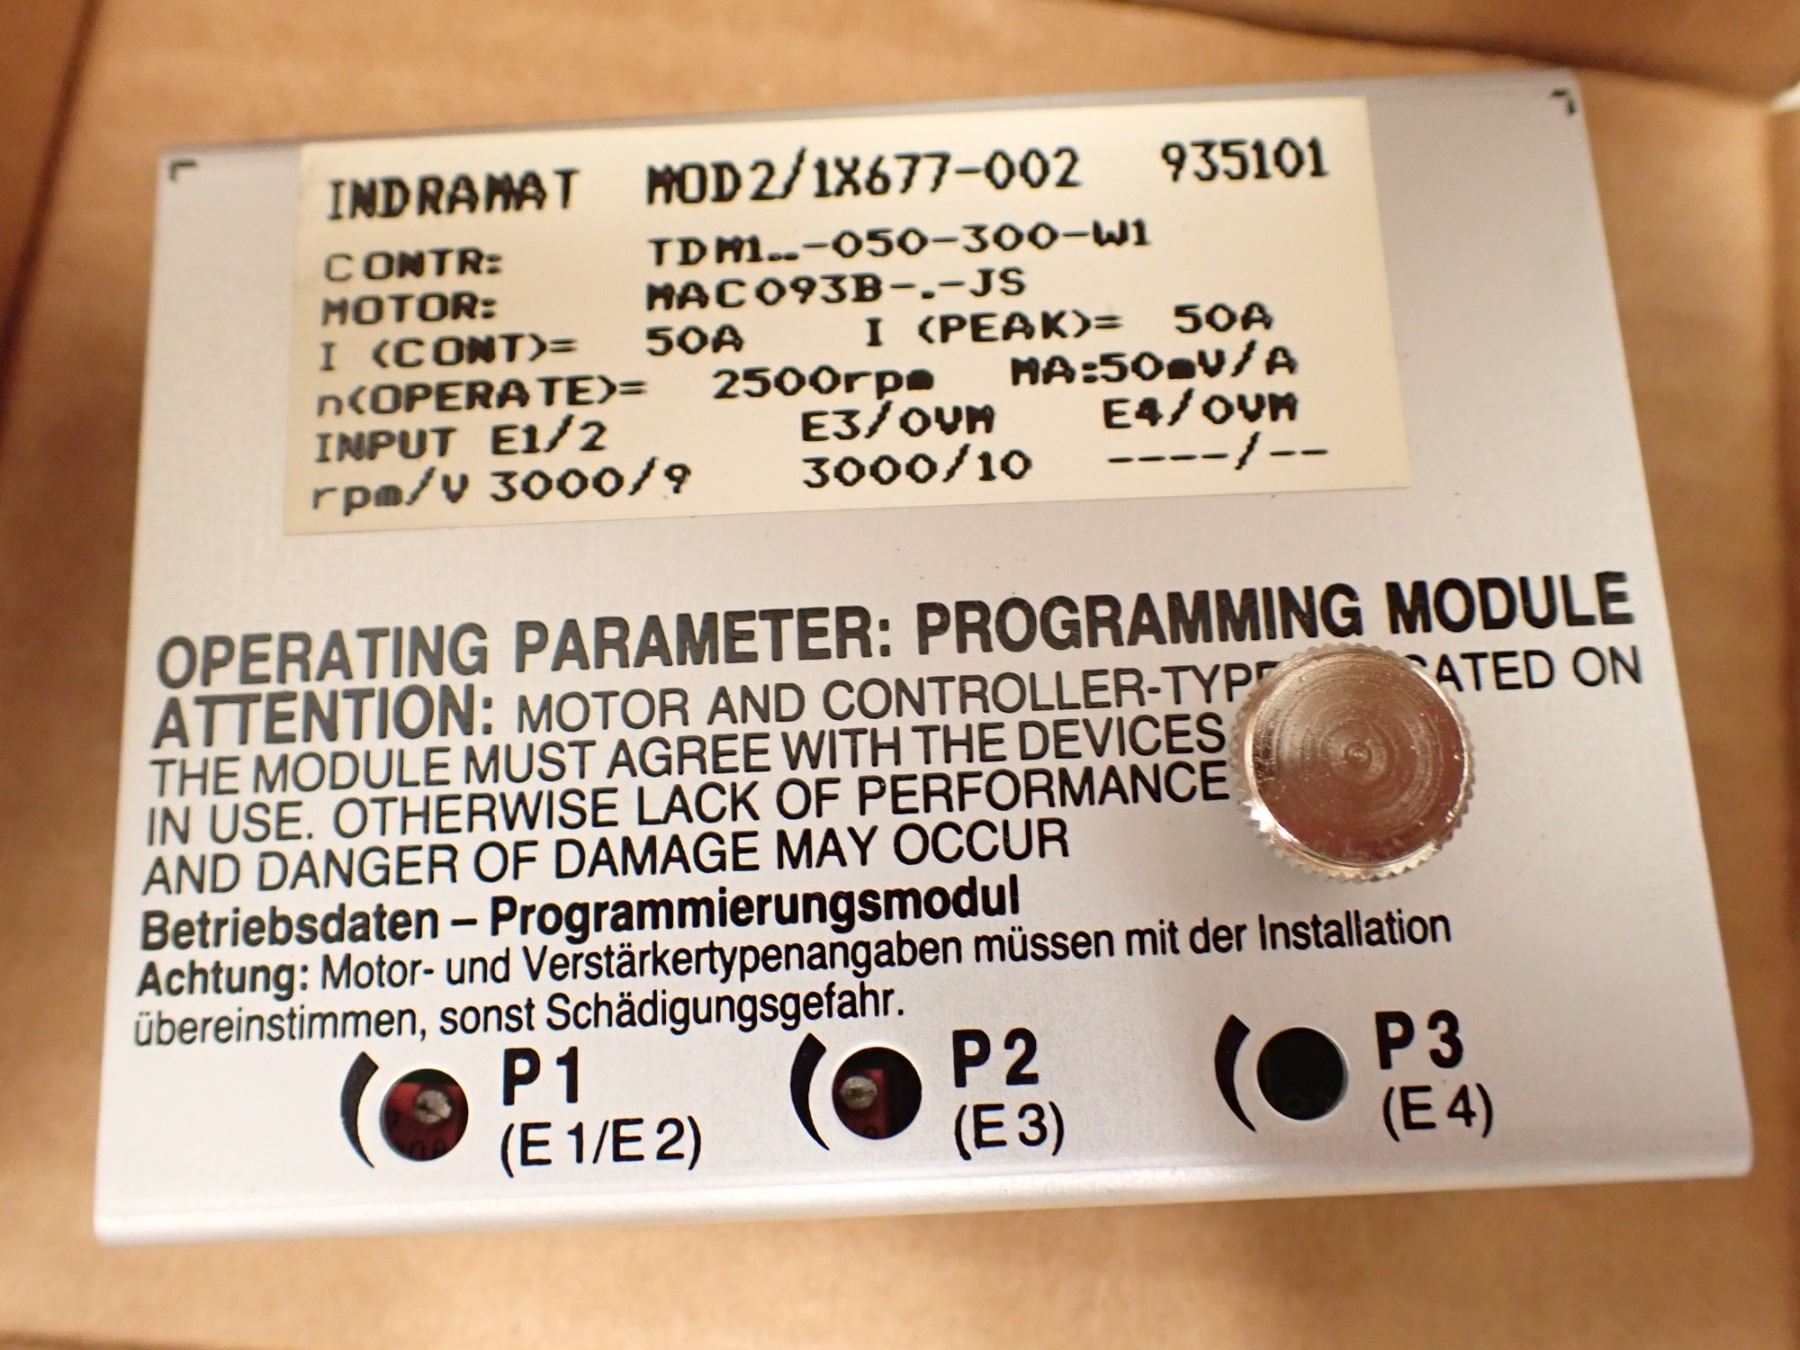 INDRAMAT MOD2/1X677-002 935101
CONTR: TDM1..-050-300-W1
MOTOR: MAC093B-.-JS
I (CONT)= 50A I (PEAK)= 50A
n(OPERATE)= 2500rpm MA:50mV/A
INPUT E1/2 E3/0VM E4/0VM
rpm/V 3000/9 3000/10 ----/--
OPERATING PARAMETER: PROGRAMMING MODULE
ATTENTION: MOTOR AND CONTROLLER-TYPE ON
THE MODULE MUST AGREE WITH THE DEVICES
IN USE. OTHERWISE LACK OF PERFORMANCE
AND DANGER OF DAMAGE MAY OCCUR
Betriebsdaten – Programmierungsmodul
Achtung: Motor- und Verstärkertypenangaben müssen mit der Installation
übereinstimmen, sonst Schädigungsgefahr.
P1 P2 P3
(E1/E2) (E3) (E4)